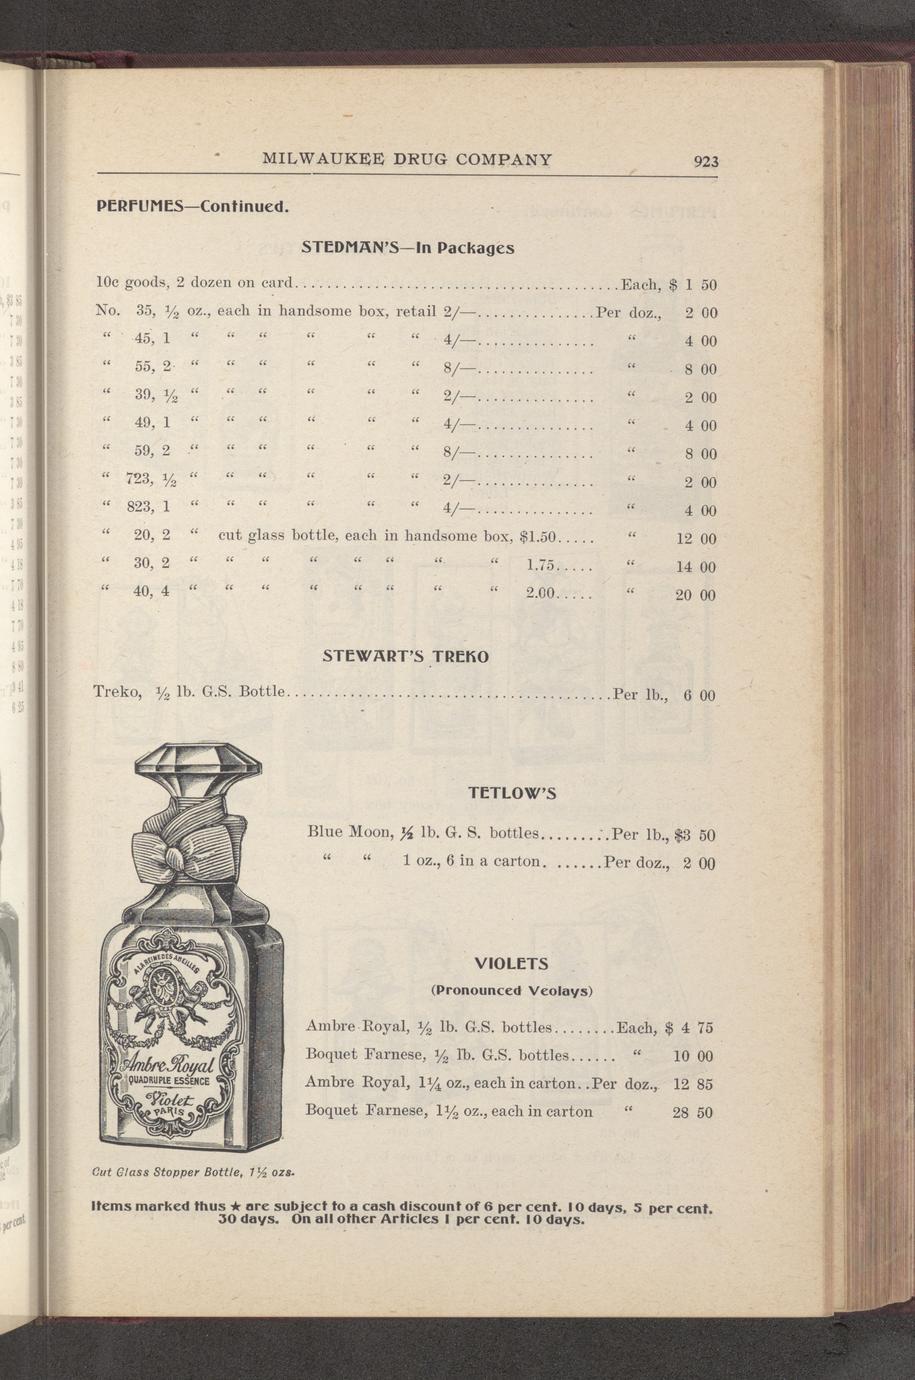 MILWAUKEE DRUG COMPANY 923
PERFUMES—Continued.
STEDMAN'S—In Packages
10c goods, 2 dozen on card........................................Each, $ 1 50
No. 35, ½ oz., each in handsome box, retail 2/—...............Per doz., 2 00
“ 45, 1 “ “ “ “ “ “ 4/—............... “ 4 00
“ 55, 2 “ “ “ “ “ “ 8/—............... “ 8 00
“ 39, ½ “ “ “ “ “ “ 2/—............... “ 2 00
“ 49, 1 “ “ “ “ “ “ 4/—............... “ 4 00
“ 59, 2 “ “ “ “ “ “ 8/—............... “ 8 00
“ 723, ½ “ “ “ “ “ “ 2/—............... “ 2 00
“ 823, 1 “ “ “ “ “ “ 4/—............... “ 4 00
“ 20, 2 “ cut glass bottle, each in handsome box, $1.50..... “ 12 00
“ 30, 2 “ “ “ “ “ “ “ “ 1.75..... “ 14 00
“ 40, 4 “ “ “ “ “ “ “ “ 2.00..... “ 20 00
STEWART'S TREKO
Treko, ½ lb. G.S. Bottle........................................Per lb., 6 00
TETLOW'S
Blue Moon, ½ lb. G. S. bottles.........Per lb., $3 50
“ “ 1 oz., 6 in a carton. .......Per doz., 2 00
VIOLETS
(Pronounced Veolays)
Ambre Royal, ½ lb. G.S. bottles........Each, $ 4 75
Boquet Farnese, ½ lb. G.S. bottles...... “ 10 00
Ambre Royal, 1¼ oz., each in carton..Per doz., 12 85
Boquet Farnese, 1½ oz., each in carton “ 28 50
A LA REINE DES ABEILLES
Ambre Royal
QUADRUPLE ESSENCE
Violet
PARIS
Cut Glass Stopper Bottle, 1½ ozs.
Items marked thus ★ are subject to a cash discount of 6 per cent. 10 days, 5 per cent.
30 days. On all other Articles 1 per cent. 10 days.